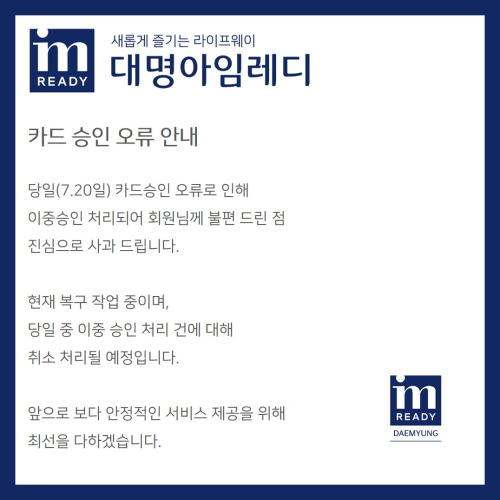 im
READY
새롭게 즐기는 라이프웨이
대명아임레디
카드 승인 오류 안내
당일(7.20일) 카드승인 오류로 인해
이중승인 처리되어 회원님께 불편 드린 점
진심으로 사과 드립니다.
현재 복구 작업 중이며,
당일 중 이중 승인 처리 건에 대해
취소 처리될 예정입니다.
앞으로 보다 안정적인 서비스 제공을 위해
최선을 다하겠습니다.
im
READY
DAEMYUNG